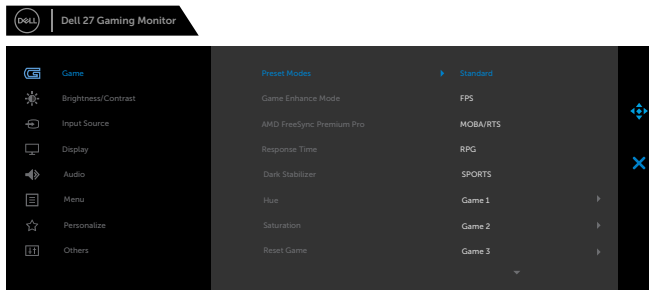 DELL Dell 27 Gaming Monitor
Game Preset Modes Standard
Brightness/Contrast Game Enhance Mode FPS
Input Source AMD FreeSync Premium Pro MOBA/RTS
Display Response Time RPG
Audio Dark Stabilizer SPORTS
Menu Hue Game 1
Personalize Saturation Game 2
Others Reset Game Game 3